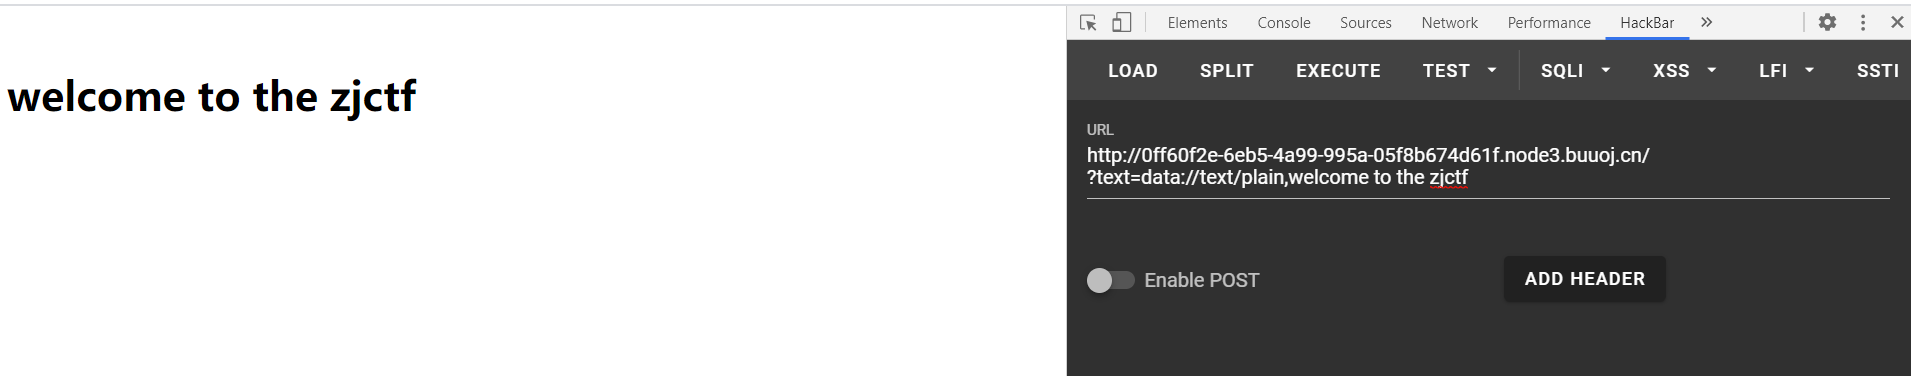 welcome to the zjctf
Elements Console Sources Network Performance HackBar
LOAD SPLIT EXECUTE TEST SQLI XSS LFI SSTI
URL
http://0ff60f2e-6eb5-4a99-995a-05f8b674d61f.node3.buuoj.cn/
?text=data://text/plain,welcome to the zjctf
Enable POST
ADD HEADER